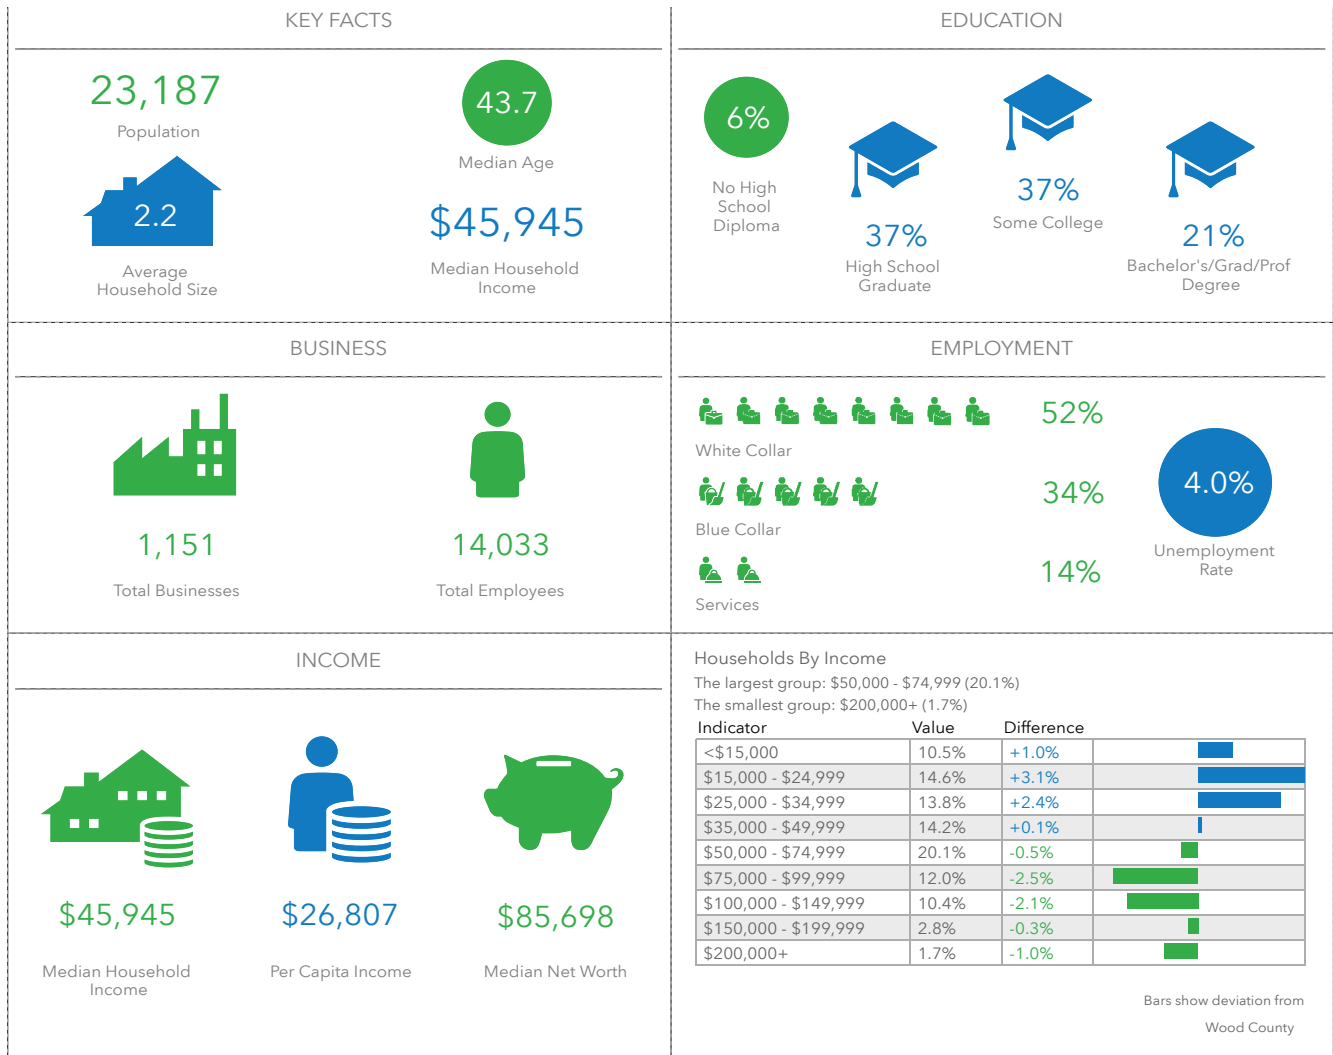 KEY FACTS
23,187
Population
43.7
Median Age
2.2
Average
Household Size
$45,945
Median Household
Income
EDUCATION
6%
No High
School
Diploma
37%
High School
Graduate
37%
Some College
21%
Bachelor's/Grad/Prof
Degree
BUSINESS
1,151
Total Businesses
14,033
Total Employees
EMPLOYMENT
52%
White Collar
34%
Blue Collar
14%
Services
4.0%
Unemployment
Rate
INCOME
$45,945
Median Household
Income
$26,807
Per Capita Income
$85,698
Median Net Worth
Households By Income
The largest group: $50,000 - $74,999 (20.1%)
The smallest group: $200,000+ (1.7%)
Indicator Value Difference
<$15,000 10.5% +1.0%
$15,000 - $24,999 14.6% +3.1%
$25,000 - $34,999 13.8% +2.4%
$35,000 - $49,999 14.2% +0.1%
$50,000 - $74,999 20.1% -0.5%
$75,000 - $99,999 12.0% -2.5%
$100,000 - $149,999 10.4% -2.1%
$150,000 - $199,999 2.8% -0.3%
$200,000+ 1.7% -1.0%
Bars show deviation from
Wood County